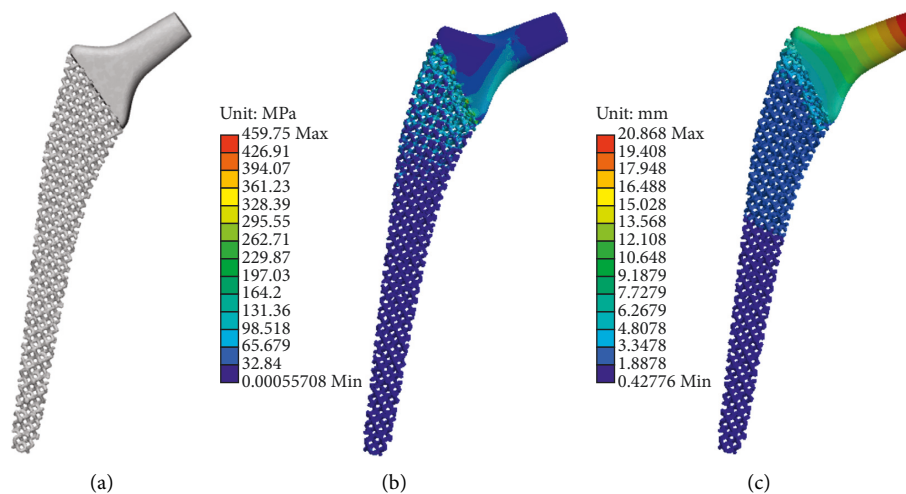 Unit: MPa
459.75 Max
426.91
394.07
361.23
328.39
295.55
262.71
229.87
197.03
164.2
131.36
98.518
65.679
32.84
0.00055708 Min
Unit: mm
20.868 Max
19.408
17.948
16.488
15.028
13.568
12.108
10.648
9.1879
7.7279
6.2679
4.8078
3.3478
1.8878
0.42776 Min
(a)
(b)
(c)